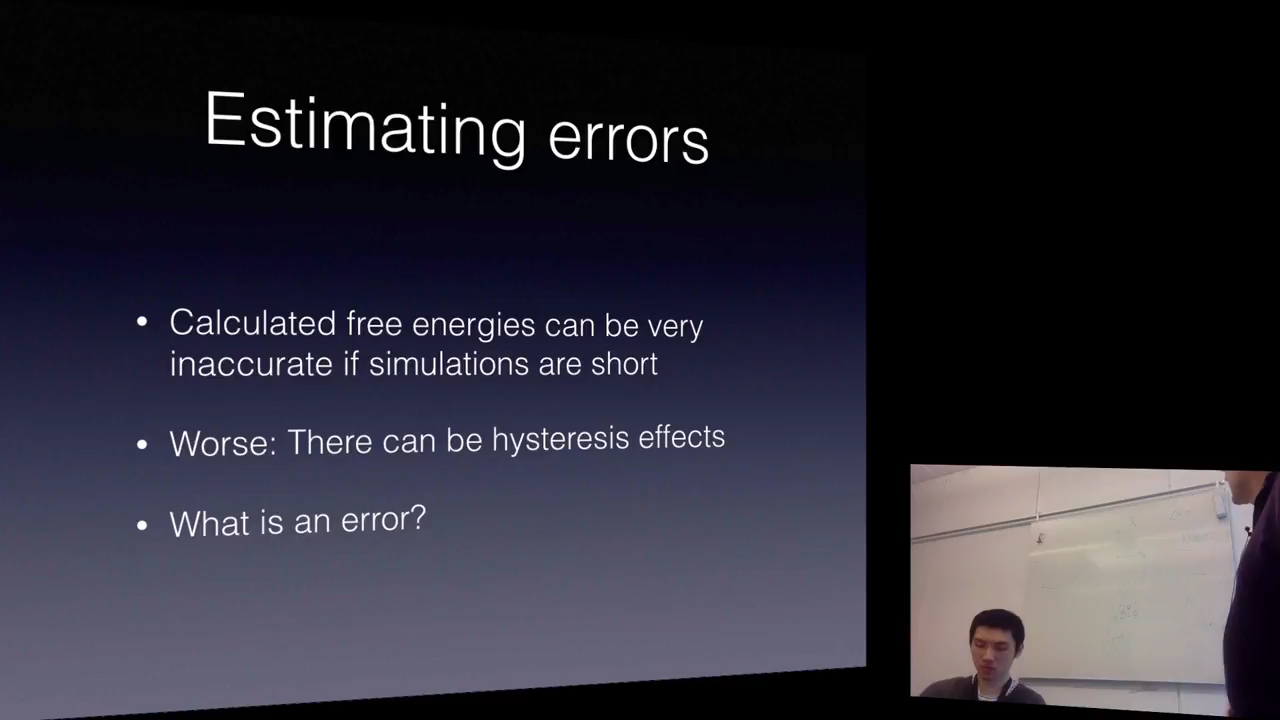 Estimating errors
• Calculated free energies can be very
inaccurate if simulations are short
• Worse: There can be hysteresis effects
• What is an error?